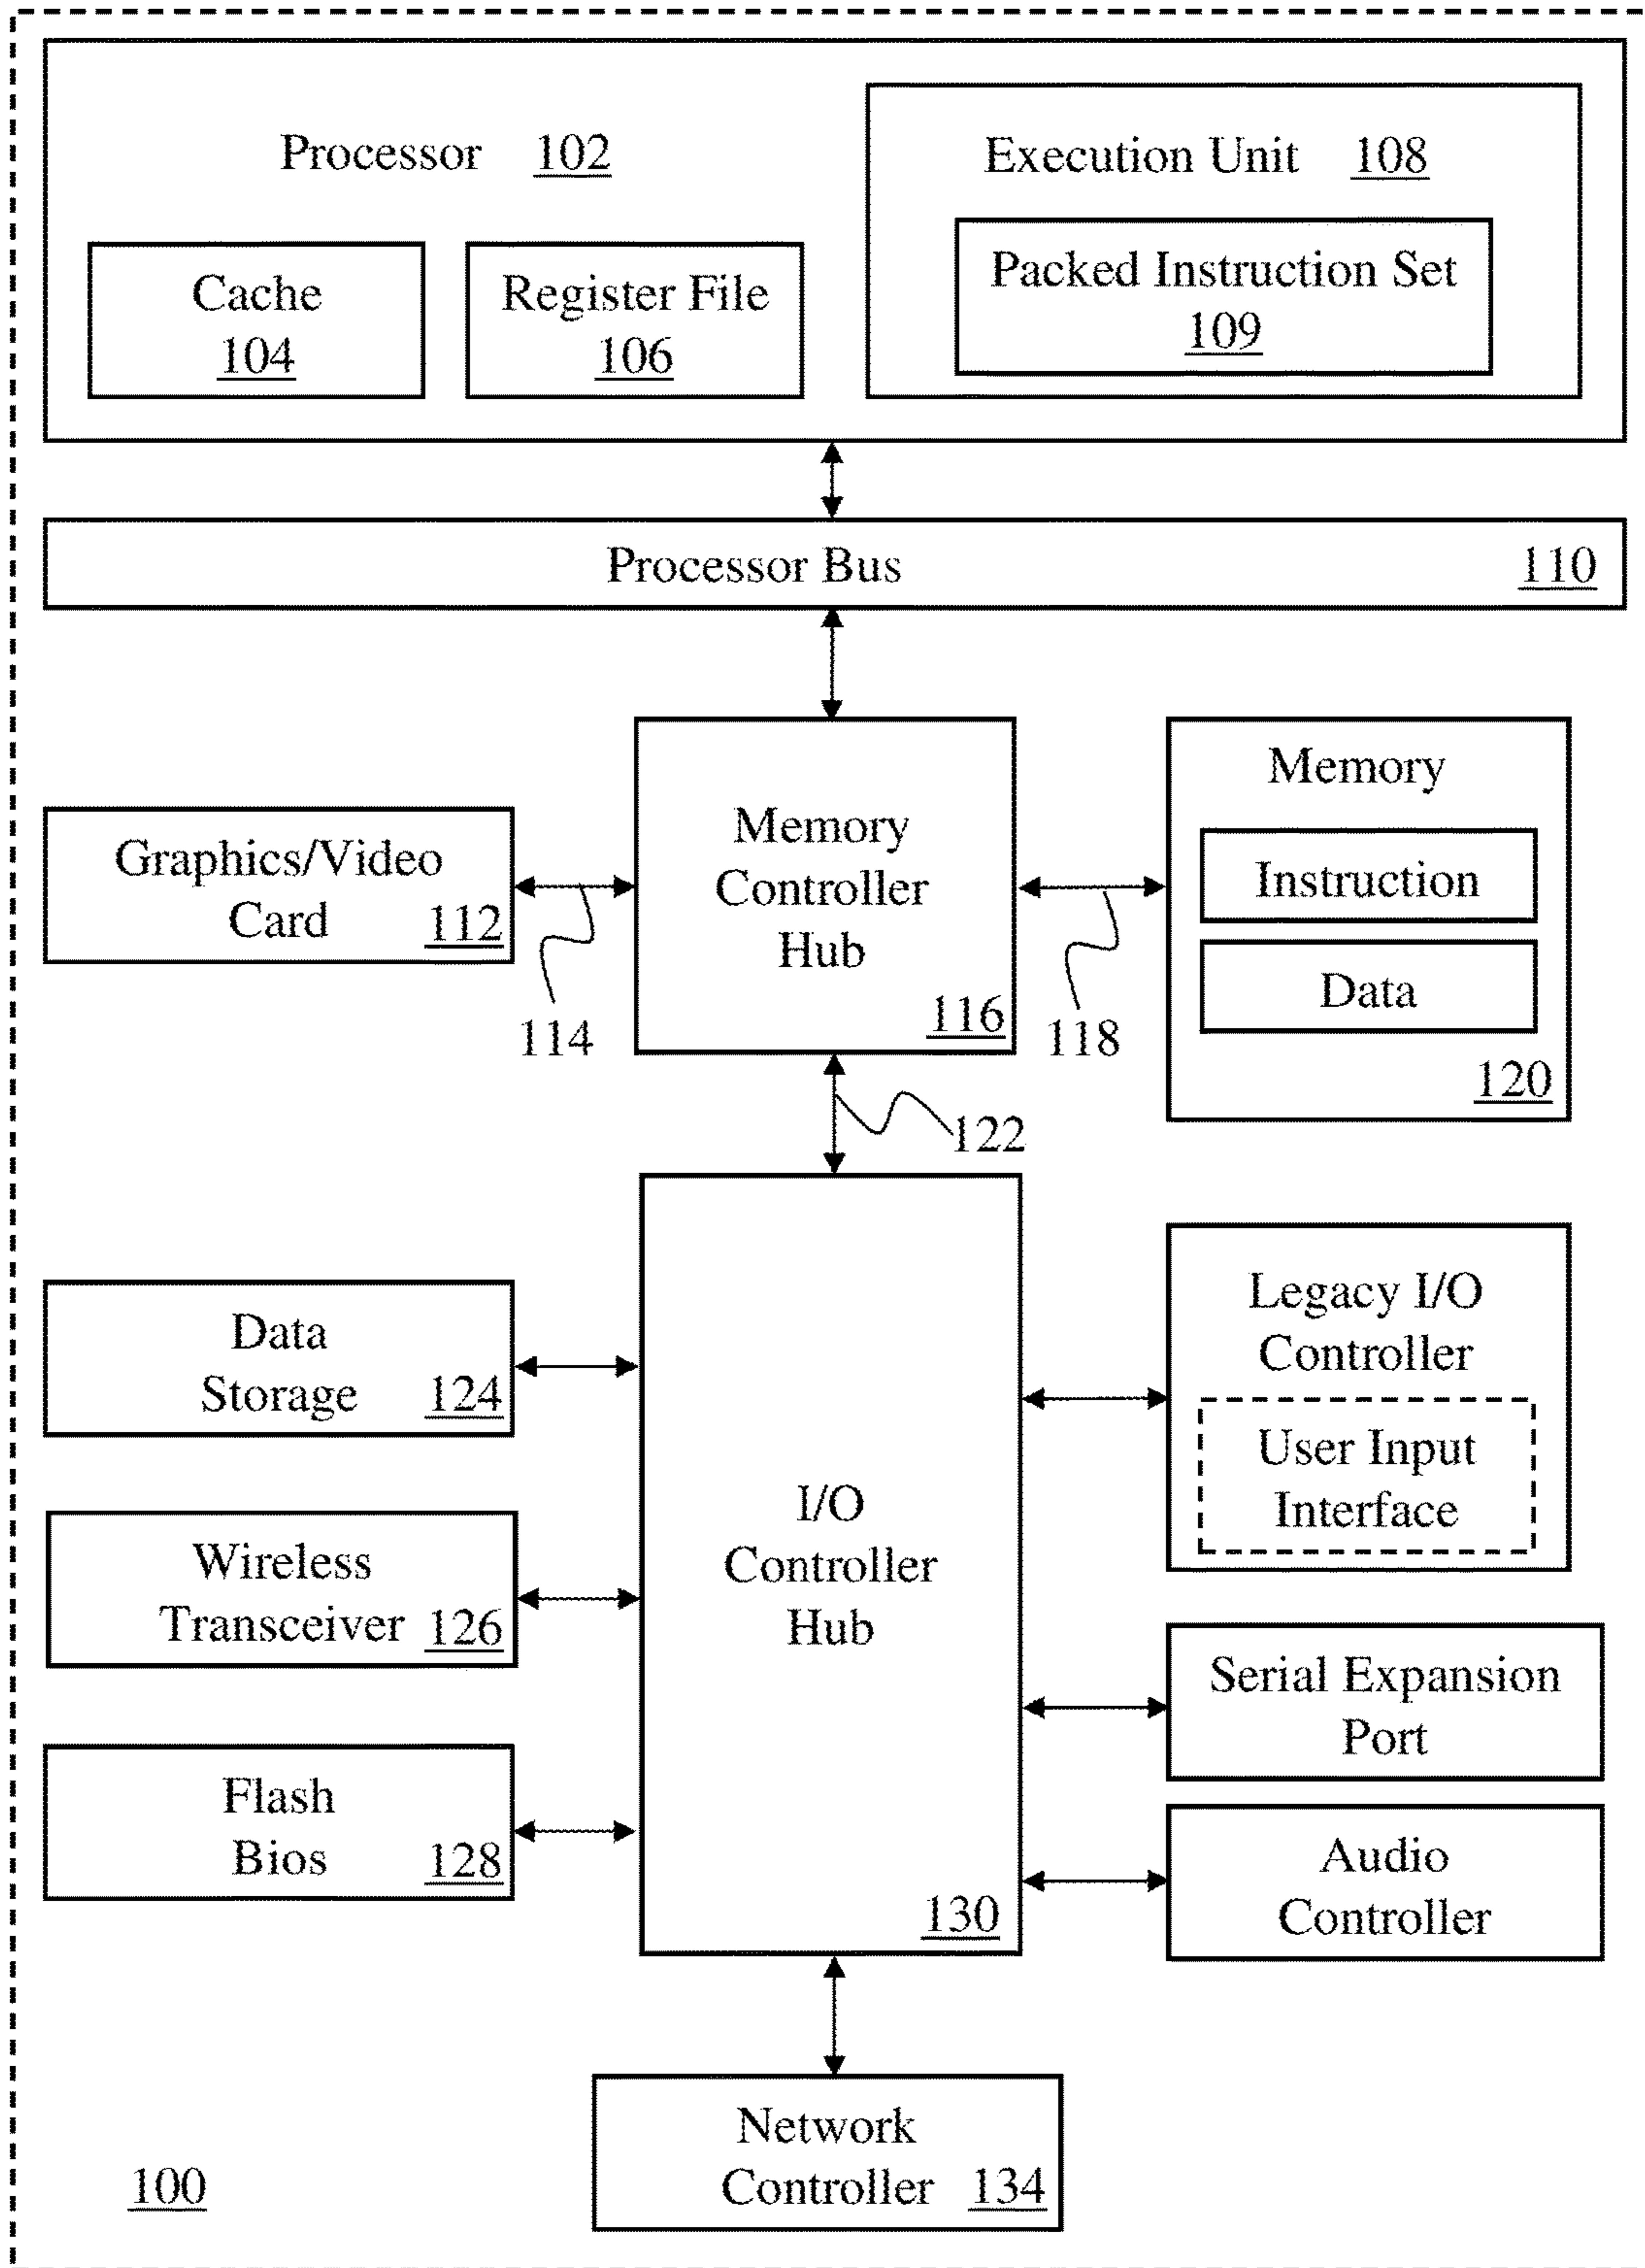 Processor 102
Execution Unit 108
Cache
104
Register File
106
Packed Instruction Set
109
Processor Bus 110
Graphics/Video
Card 112
114
Memory
Controller
Hub
116
118
Memory
Instruction
Data
120
122
Data
Storage 124
Wireless
Transceiver 126
Flash
Bios 128
I/O
Controller
Hub
130
Legacy I/O
Controller
User Input
Interface
Serial Expansion
Port
Audio
Controller
Network
Controller 134
100